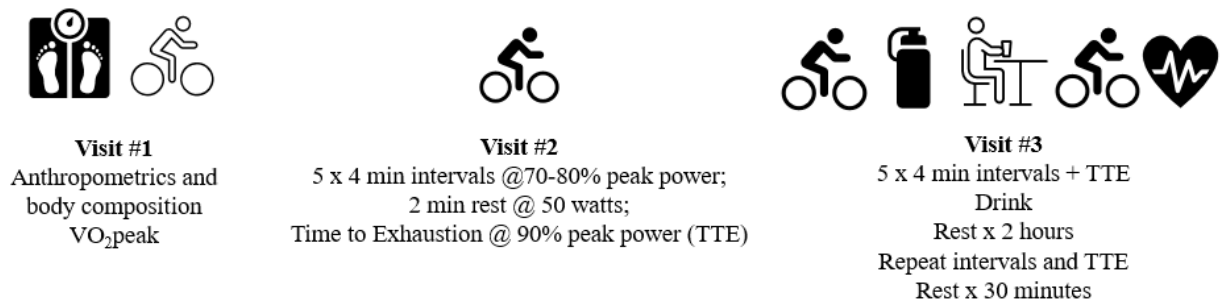 Visit #1
Anthropometrics and
body composition
VO₂peak
Visit #2
5 x 4 min intervals @70-80% peak power;
2 min rest @ 50 watts;
Time to Exhaustion @ 90% peak power (TTE)
Visit #3
5 x 4 min intervals + TTE
Drink
Rest x 2 hours
Repeat intervals and TTE
Rest x 30 minutes